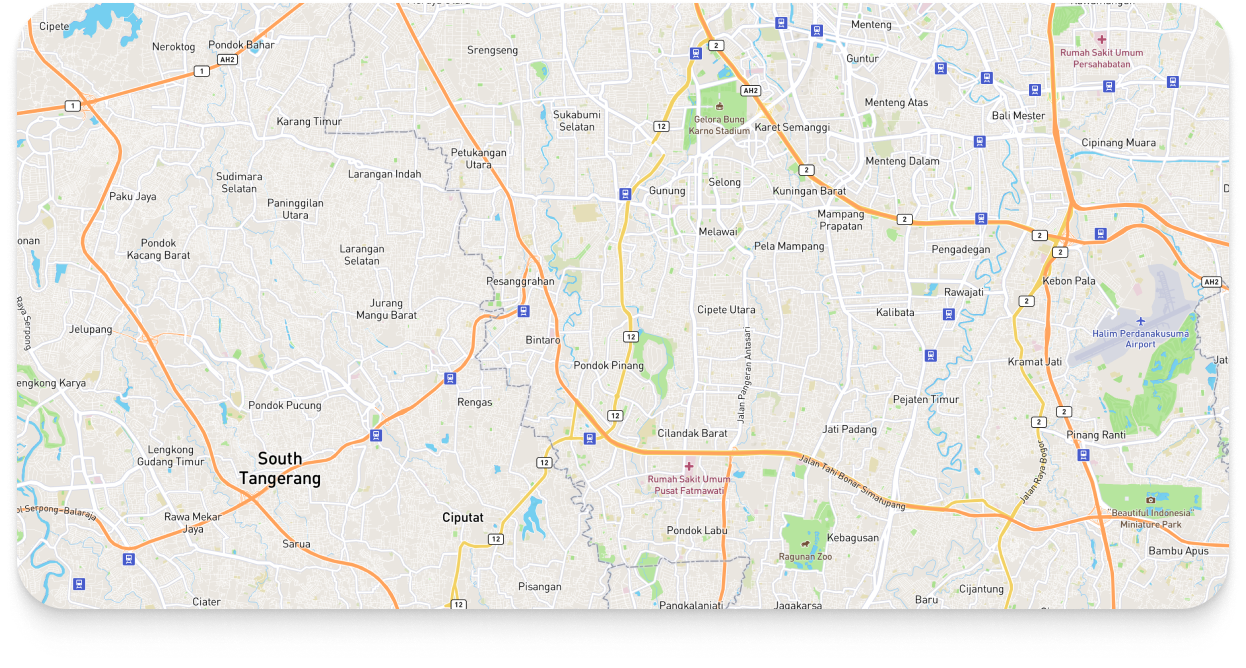 Cipete
Neroktog
Pondok Bahar
AH2
1
1
Srengseng
Menteng
2
Guntur
Rumah Sakit Umum
Persahabatan
AH2
Karang Timur
Sukabumi
Selatan
12
Gelora Bung
Karno Stadium
Karet Semanggi
Menteng Atas
Bali Mester
Cipinang Muara
Petukangan
Utara
Larangan Indah
Sudimara
Selatan
Paku Jaya
Paninggilan
Utara
Gunung
Selong
2
Kuningan Barat
Menteng Dalam
Mampang
Prapatan
2
Melawai
Pela Mampang
Pengadegan
2
2
onan
Pondok
Kacang Barat
Larangan
Selatan
Pesanggrahan
Kebon Pala
AH2
Rawajati
2
Jurang
Mangu Barat
Cipete Utara
Kalibata
Raya Serpong
Jelupang
Bintaro
12
Halim Perdanakusuma
Airport
Pondok Pinang
Jalan Pangeran Antasari
Kramat Jati
Jat
engkong Karya
Pondok Pucung
Rengas
12
Pejaten Timur
2
2
Cilandak Barat
Jati Padang
Pinang Ranti
Lengkong
Gudang Timur
South
Tangerang
12
Rumah Sakit Umum
Pusat Fatmawati
Jalan Tahi Bonar Simatupang
Jalan Raya Bogor
ol Serpong-Balaraja
Rawa Mekar
Jaya
Ciputat
12
Pondok Labu
Ragunan Zoo
Kebagusan
"Beautiful Indonesia"
Miniature Park
Sarua
Bambu Apus
Pisangan
Cijantung
Ciater
12
Pangkalanjati
Jagakarsa
Baru